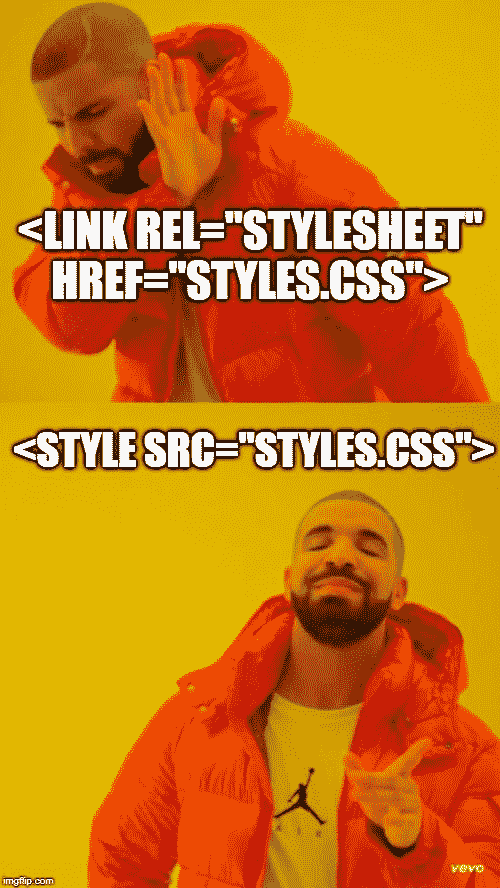 <LINK REL="STYLESHEET"
HREF="STYLES.CSS">
<STYLE SRC="STYLES.CSS">
vevo
imgflip.com